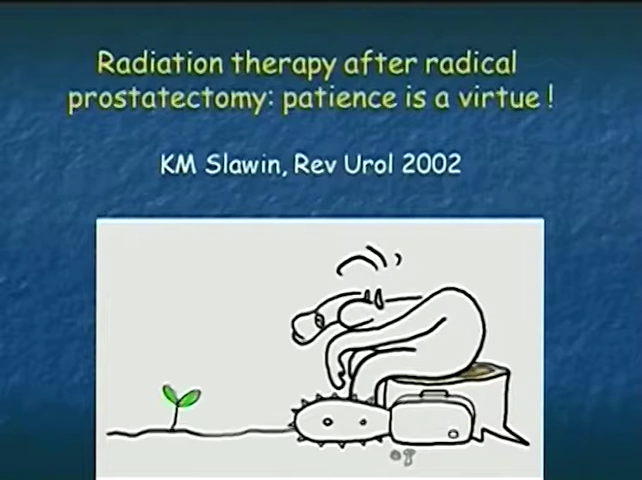 Radiation therapy after radical
prostatectomy: patience is a virtue !
KM Slawin, Rev Urol 2002